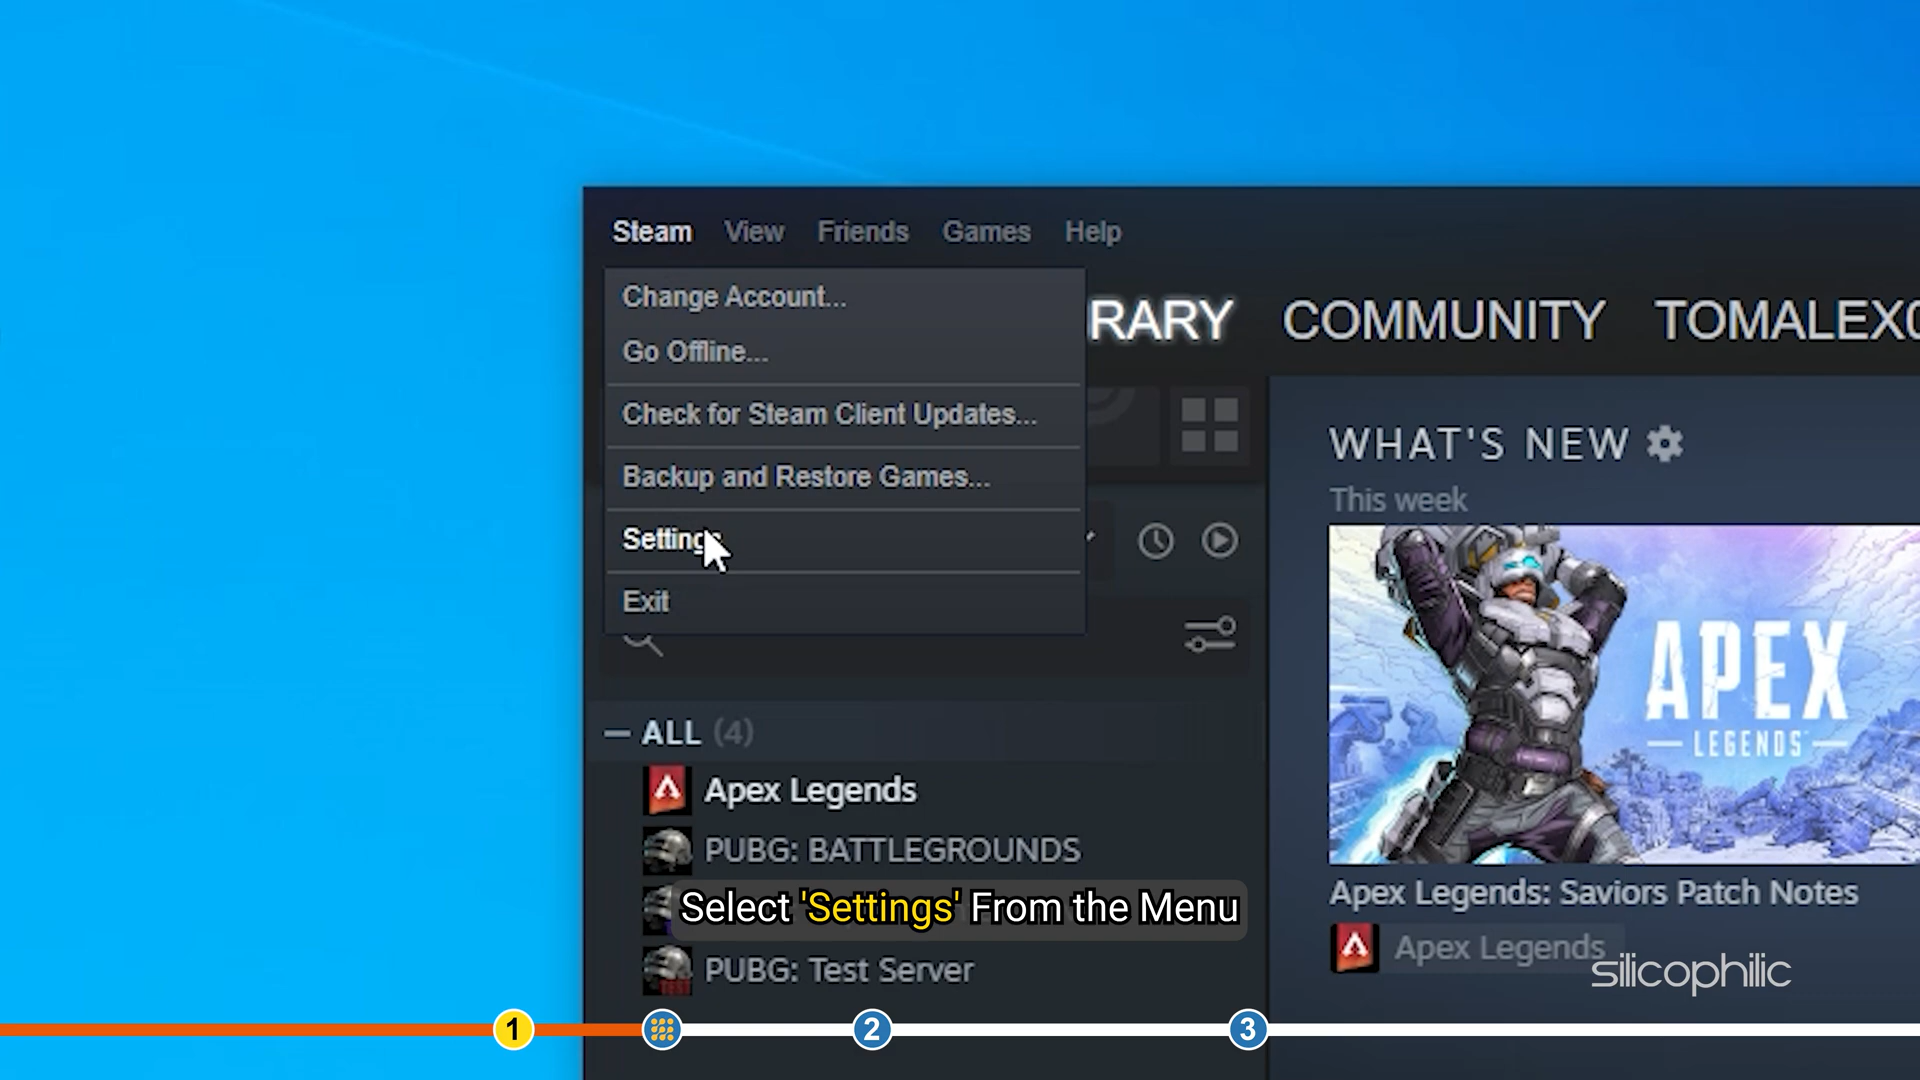 Steam View Friends Games Help
Change Account...
Go Offline...
Check for Steam Client Updates...
Backup and Restore Games...
Settings
Exit
RARY COMMUNITY TOMALEX
WHAT'S NEW
This week
APEX
LEGENDS
— ALL (4)
Apex Legends
PUBG: BATTLEGROUNDS
Select 'Settings' From the Menu
PUBG: Test Server
Apex Legends: Saviors Patch Notes
Apex Legends
silicophilic
1 2 3